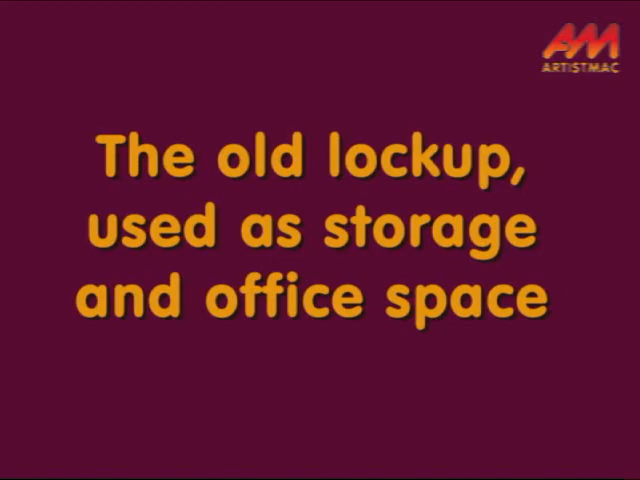 AM
ARTISTMAC
The old lockup,
used as storage
and office space